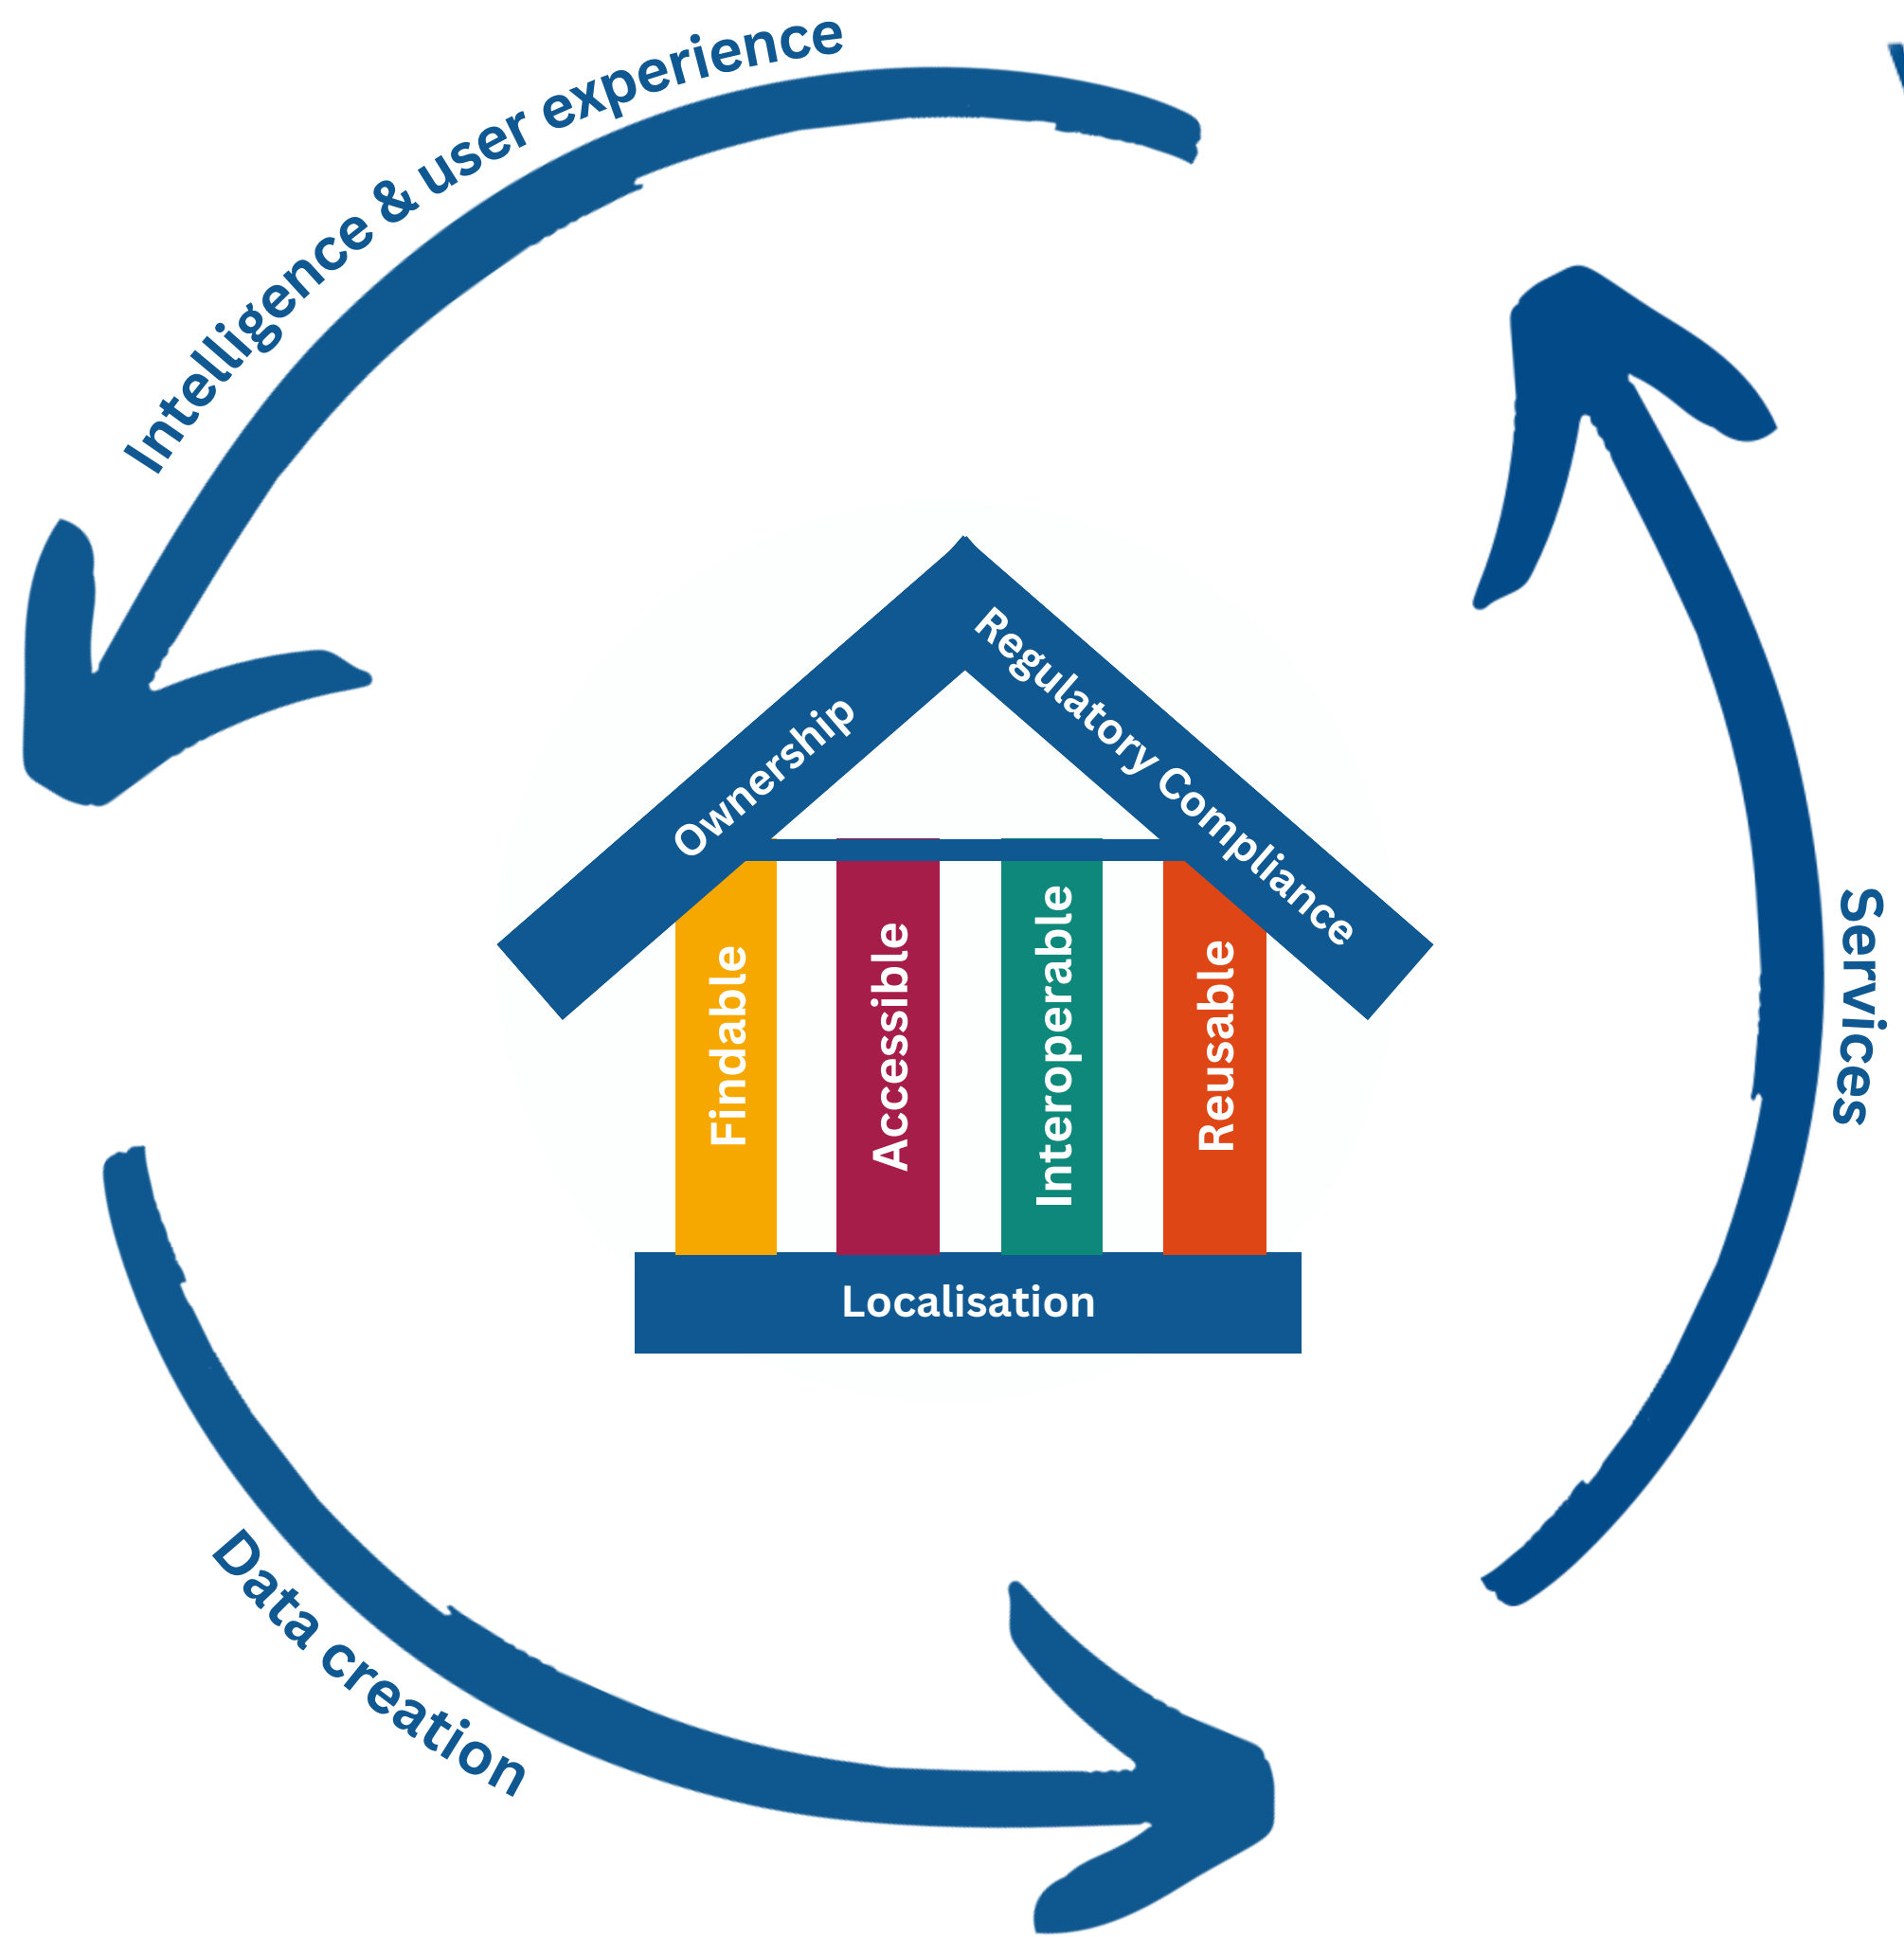 Intelligence & user experience
Ownership
Regulatory Compliance
Findable
Accessible
Interoperable
Reusable
Localisation
Services
Data creation